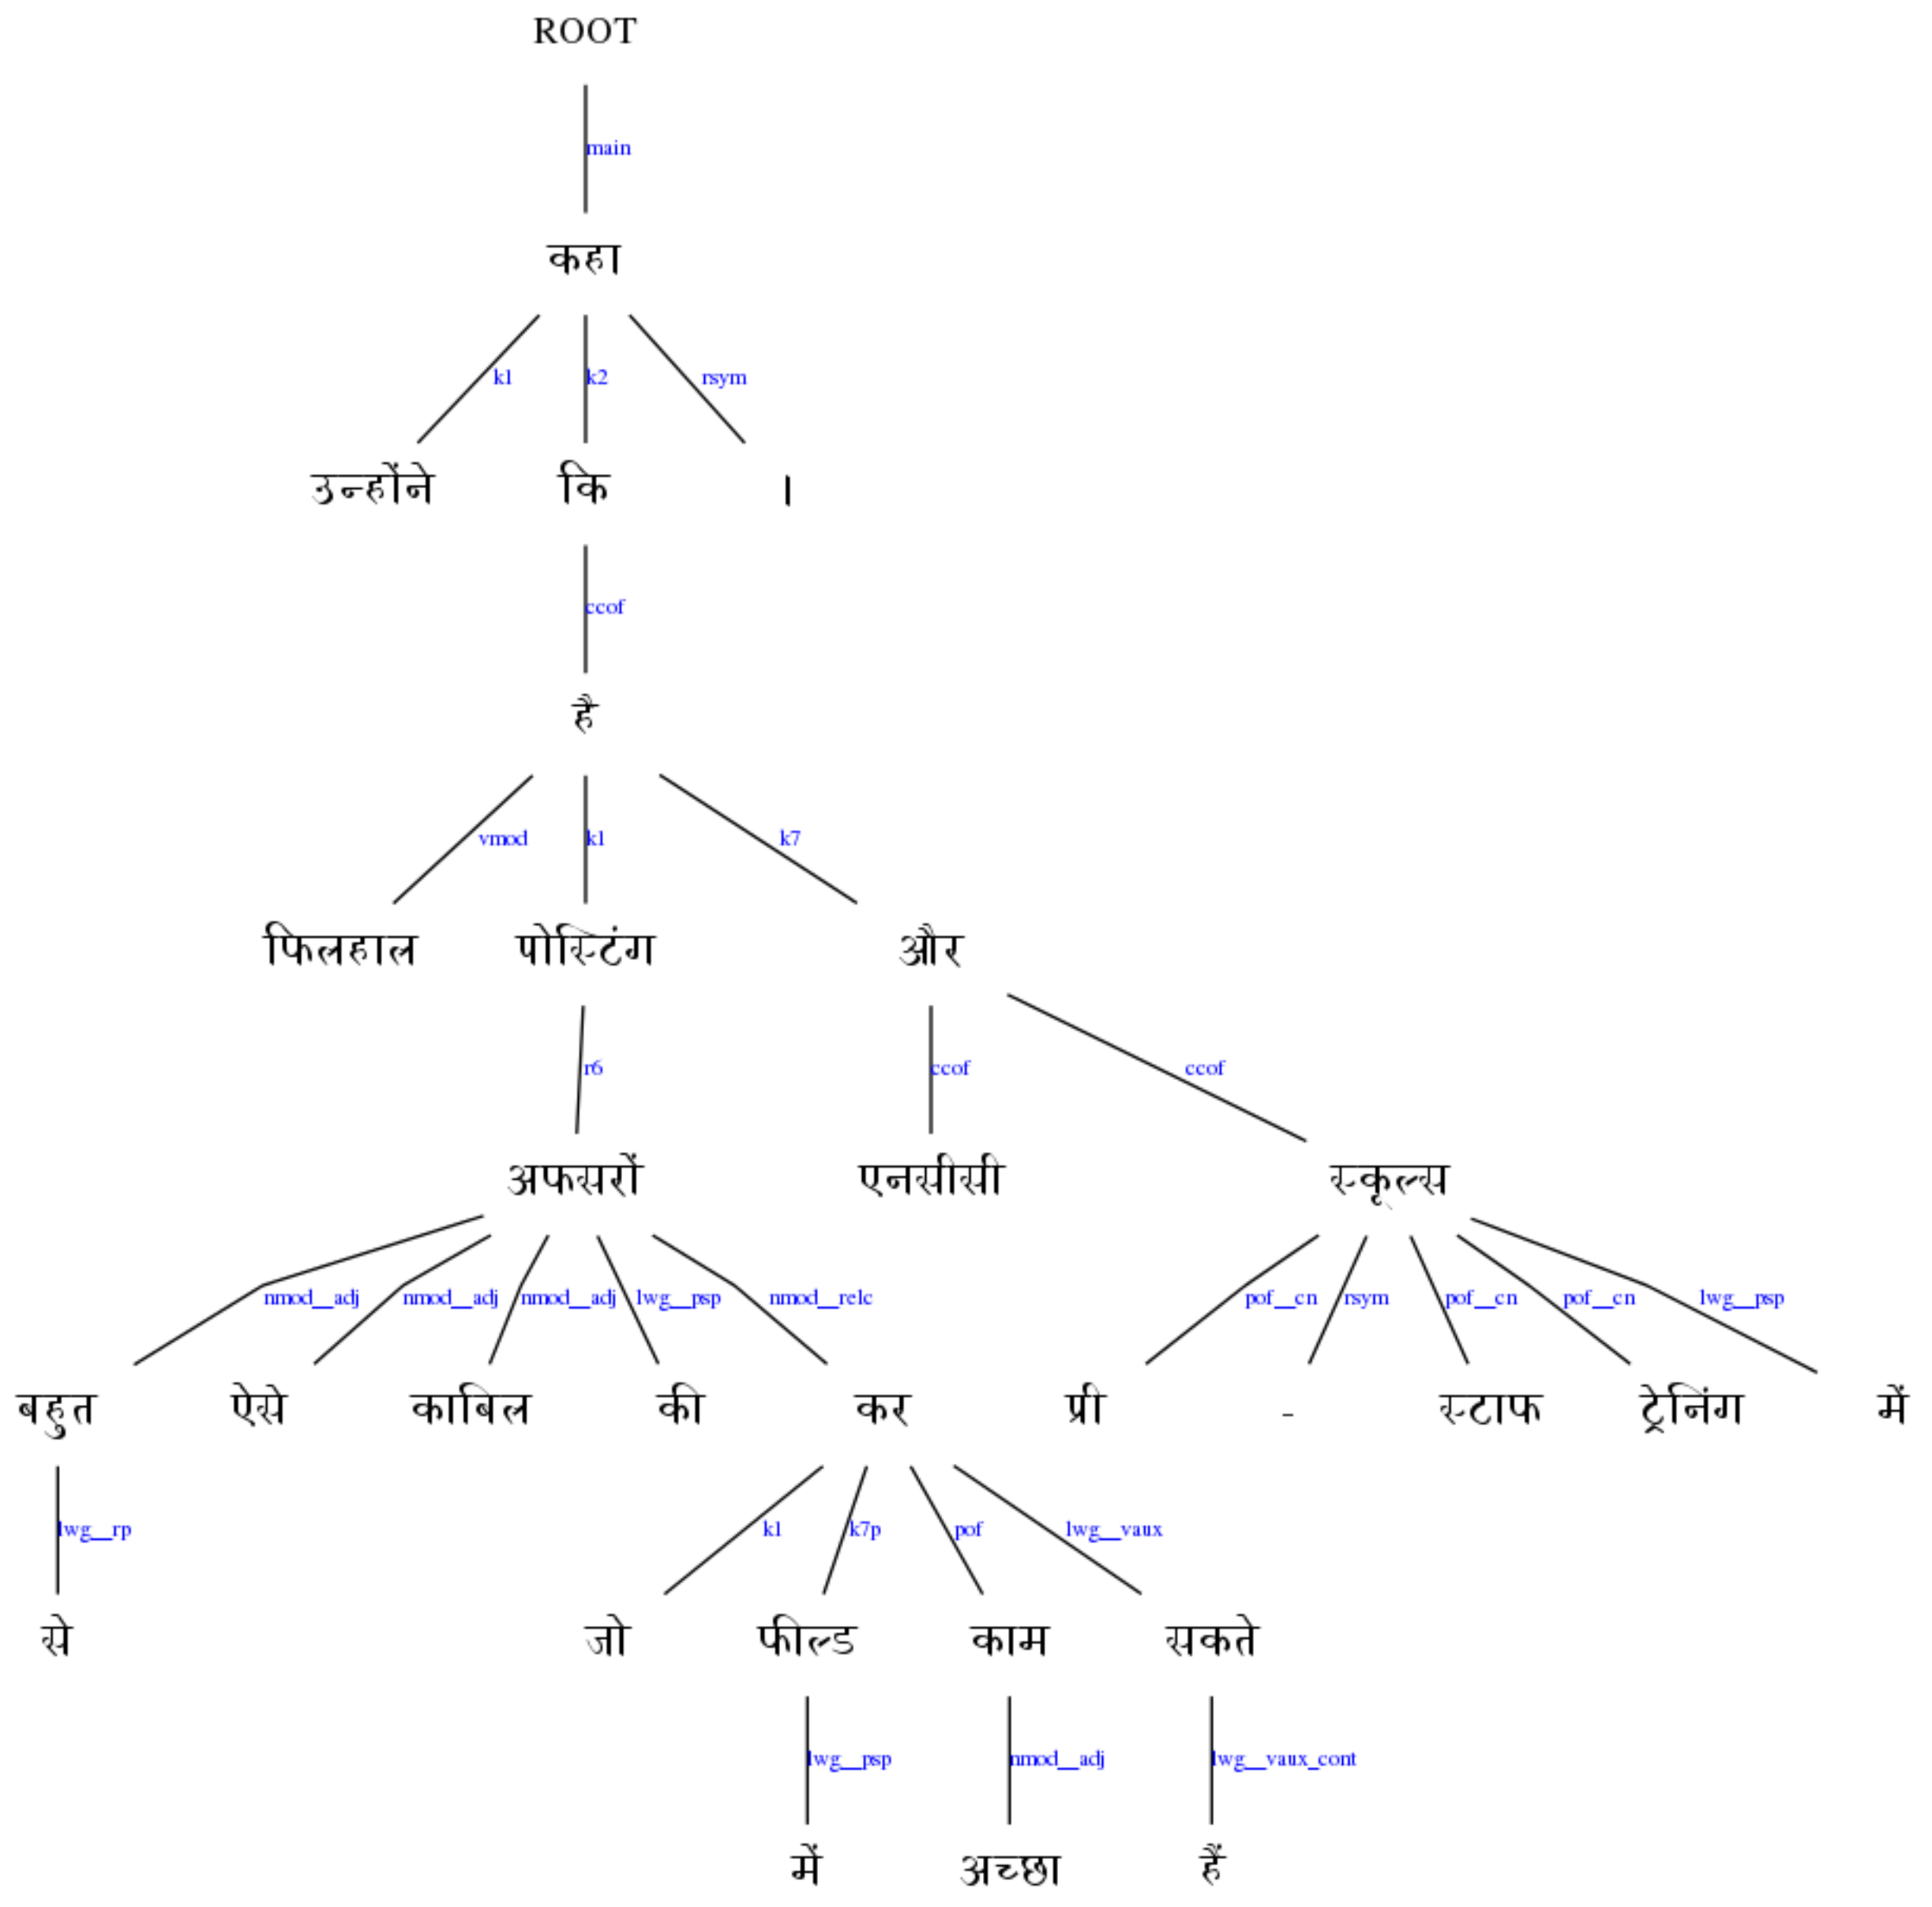 ROOT
main
कहा
k1 k2 rsym
उन्होंने कि ।
ccof
है
vmod k1 k7
फिलहाल पोस्टिंग और
r6 ccof ccof
अफसरों एनसीसी स्कूल्स
nmod__adj nmod__adj nmod__adj lwg__psp nmod__relc pof__cn rsym pof__cn pof__cn lwg__psp
बहुत ऐसे काबिल की कर प्री - स्टाफ ट्रेनिंग में
lwg__rp k1 k7p pof lwg__vaux
से जो फील्ड काम सकते
lwg__psp nmod__adj lwg__vaux_cont
में अच्छा हैं